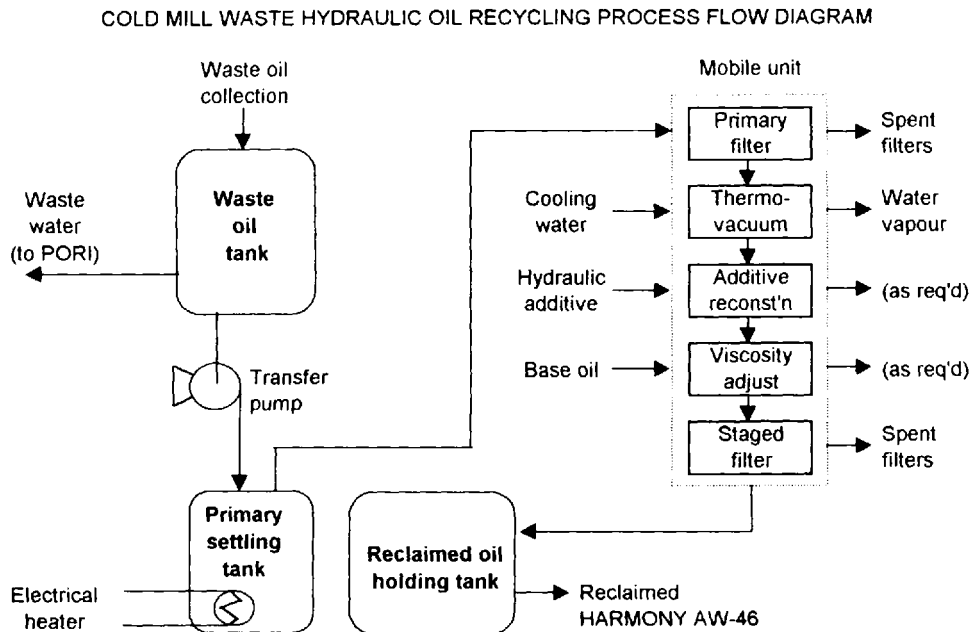 COLD MILL WASTE HYDRAULIC OIL RECYCLING PROCESS FLOW DIAGRAM
Waste oil
collection
Waste
oil
tank
Waste
water
(to PORI)
Transfer
pump
Primary
settling
tank
Electrical
heater
Mobile unit
Primary
filter
Spent
filters
Cooling
water
Thermo-
vacuum
Water
vapour
Hydraulic
additive
Additive
reconst'n
(as req'd)
Base oil
Viscosity
adjust
(as req'd)
Staged
filter
Spent
filters
Reclaimed oil
holding tank
Reclaimed
HARMONY AW-46